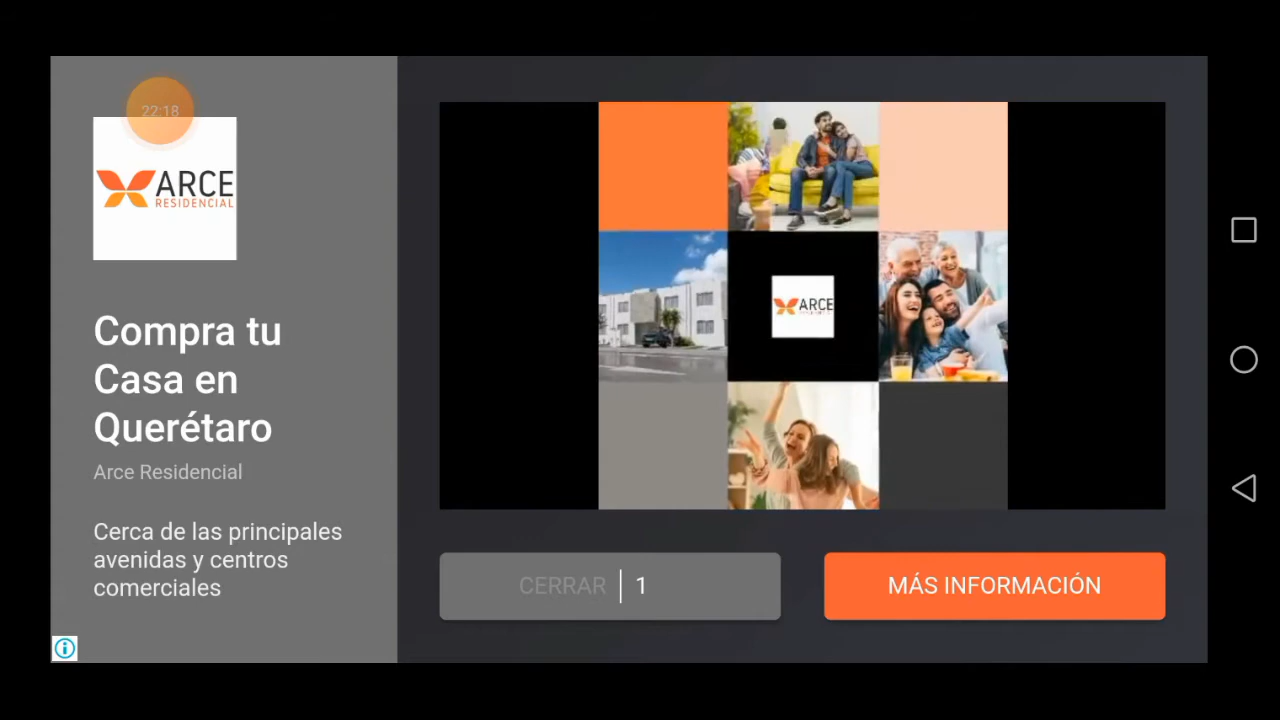 22:18
ARCE
RESIDENCIAL
Compra tu
Casa en
Querétaro
Arce Residencial
Cerca de las principales
avenidas y centros
comerciales
ARCE
CERRAR | 1
MÁS INFORMACIÓN